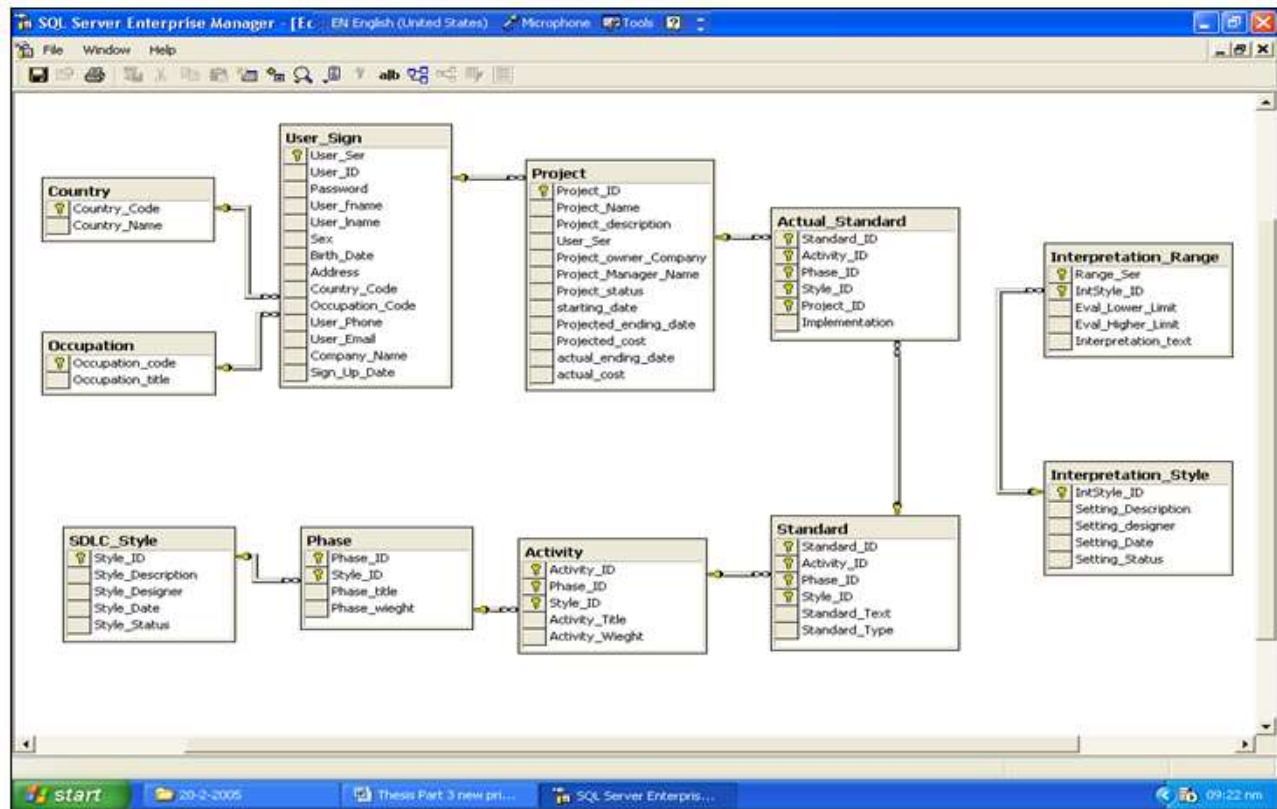 SQL Server Enterprise Manager - [Ec
EN English (United States) Microphone Tools
File Window Help
Country
Country_Code
Country_Name
Occupation
Occupation_code
Occupation_title
User_Sign
User_Ser
User_ID
Password
User_fname
User_lname
Sex
Birth_Date
Address
Country_Code
Occupation_Code
User_Phone
User_Email
Company_Name
Sign_Up_Date
Project
Project_ID
Project_Name
Project_description
User_Ser
Project_owner_Company
Project_Manager_Name
Project_status
starting_date
Projected_ending_date
Projected_cost
actual_ending_date
actual_cost
Actual_Standard
Standard_ID
Activity_ID
Phase_ID
Style_ID
Project_ID
Implementation
Interpretation_Range
Range_Ser
IntStyle_ID
Eval_Lower_Limit
Eval_Higher_Limit
Interpretation_text
SDLC_Style
Style_ID
Style_Description
Style_Designer
Style_Date
Style_Status
Phase
Phase_ID
Style_ID
Phase_title
Phase_wieght
Activity
Activity_ID
Phase_ID
Style_ID
Activity_Title
Activity_Wieght
Standard
Standard_ID
Activity_ID
Phase_ID
Style_ID
Standard_Text
Standard_Type
Interpretation_Style
IntStyle_ID
Setting_Description
Setting_designer
Setting_Date
Setting_Status
start
20-2-2005
Thesis Part 3 new pri...
SQL Server Enterpris...
09:22